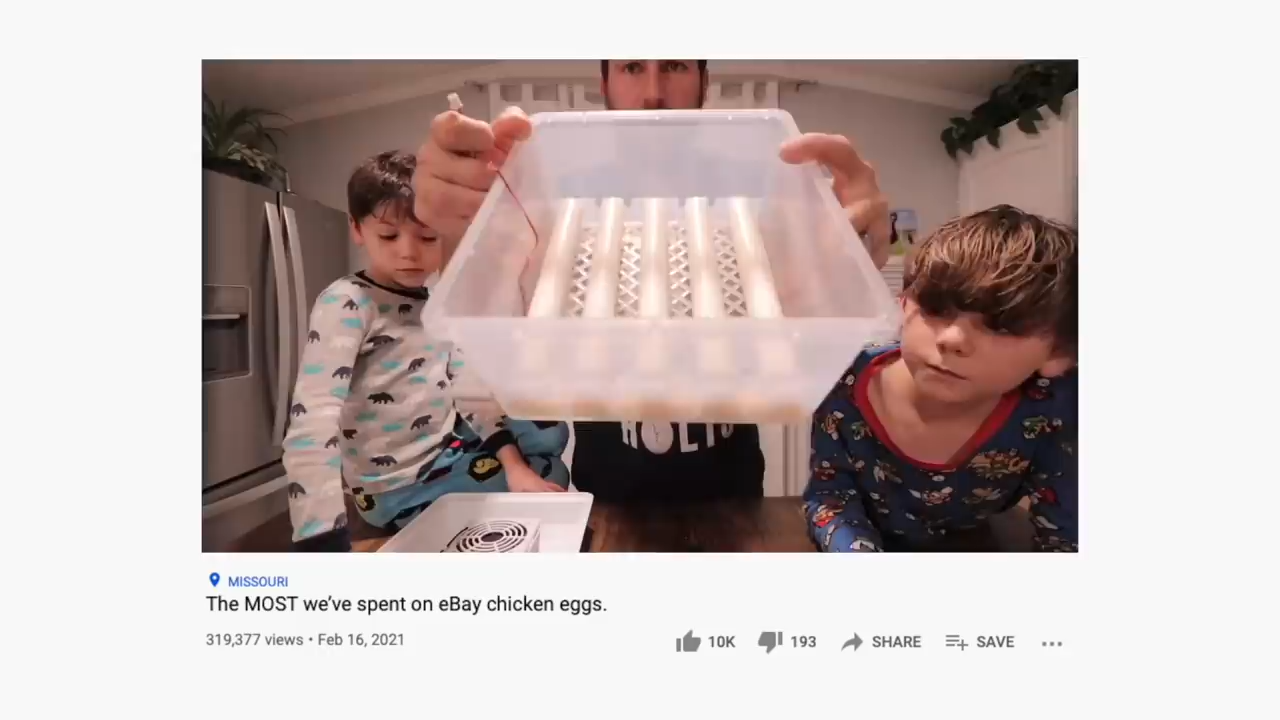 MISSOURI
The MOST we've spent on eBay chicken eggs.
319,377 views • Feb 16, 2021
10K 193 SHARE SAVE